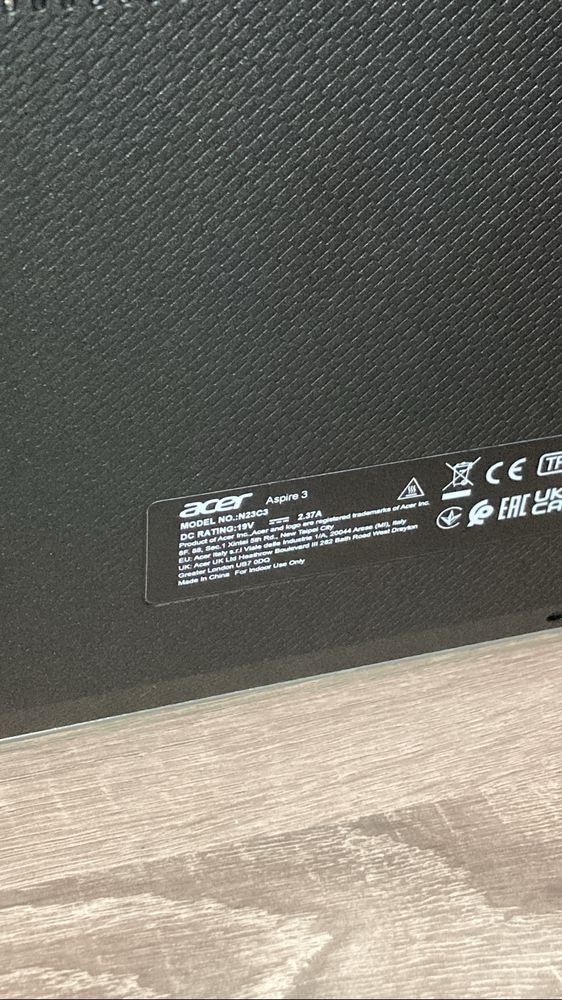 acer Aspire 3
MODEL NO.:N23C3
DC RATING:19V 2.37A
Product of Acer Inc. Acer and logo are registered trademarks of Acer Inc.
8F, 88, Sec.1 Xintai 5th Rd., New Taipei City
EU: Acer Italy s.r.l Viale delle Industrie 1/A, 20044 Arese (MI), Italy
UK: Acer UK Ltd Heathrow Boulevard III 282 Bath Road West Drayton
Greater London UB7 0DQ
Made in China For Indoor Use Only
CE
EAC UK
CA